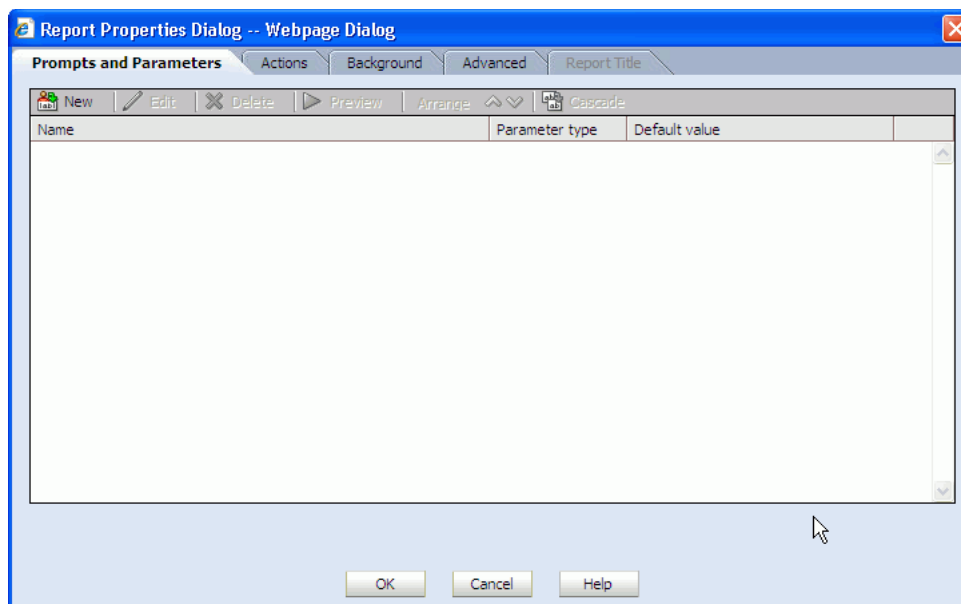 Report Properties Dialog -- Webpage Dialog
Prompts and Parameters Actions Background Advanced Report Title
New Edit Delete Preview Arrange Cascade
Name Parameter type Default value
OK Cancel Help